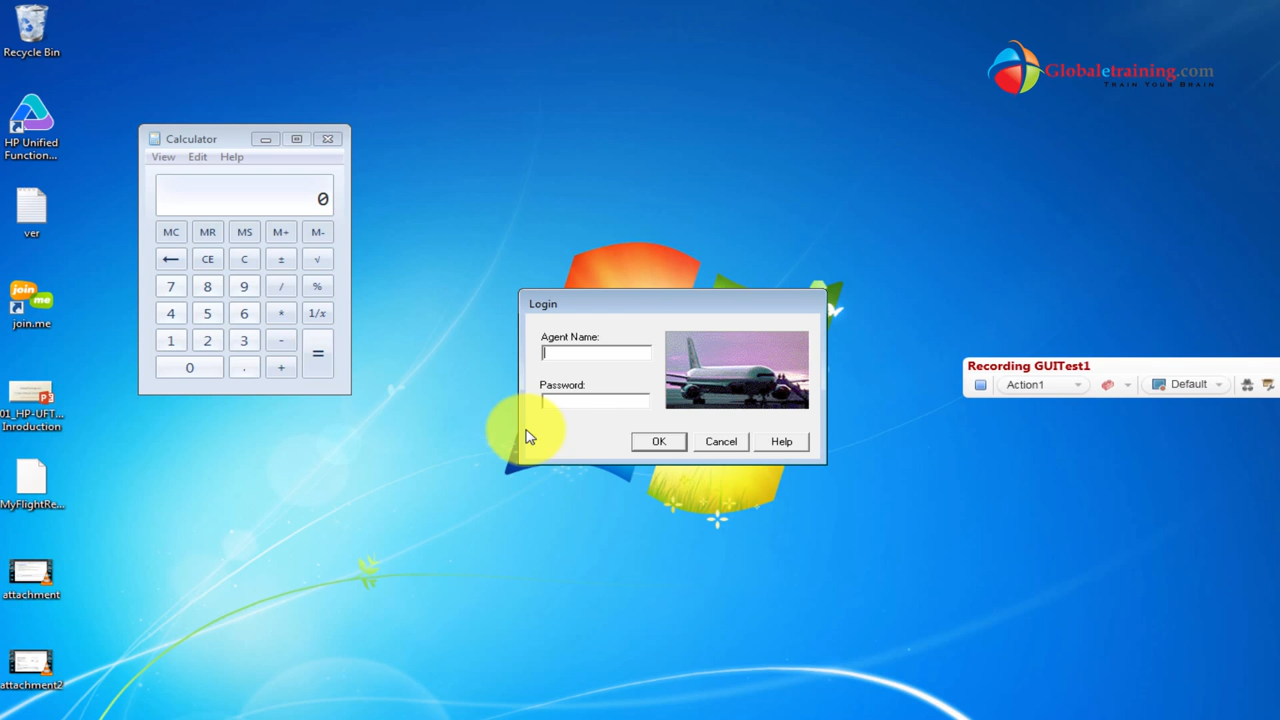 Recycle Bin
HP Unified
Function...
ver
join
me
join.me
01_HP-UFT...
Inroduction
MyFlightRe...
attachment
attachment2
Calculator
View Edit Help
0
MC MR MS M+ M-
← CE C ± √
7 8 9 / %
4 5 6 * 1/x
1 2 3 - =
0 . +
Login
Agent Name:
Password:
OK Cancel Help
Globaletraining.com
TRAIN YOUR BRAIN
Recording GUITest1
Action1 Default